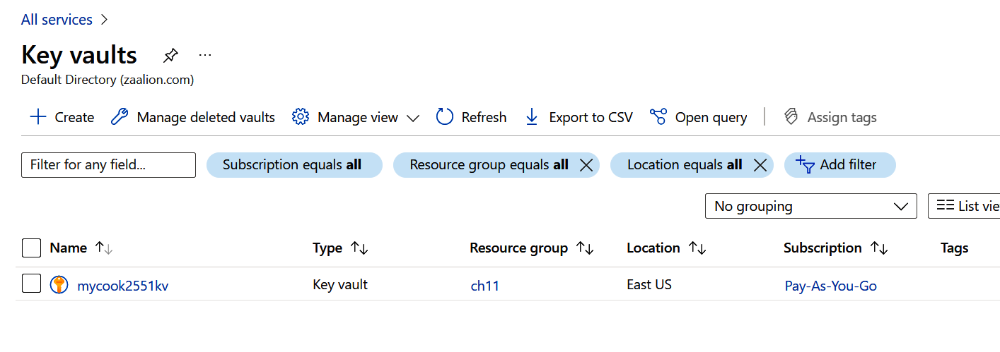 All services
Key vaults ...
Default Directory (zaalion.com)
Create Manage deleted vaults Manage view Refresh Export to CSV Open query Assign tags
Filter for any field... Subscription equals all Resource group equals all Location equals all Add filter
No grouping List vie
Name Type Resource group Location Subscription Tags
mycook2551kv Key vault ch11 East US Pay-As-You-Go